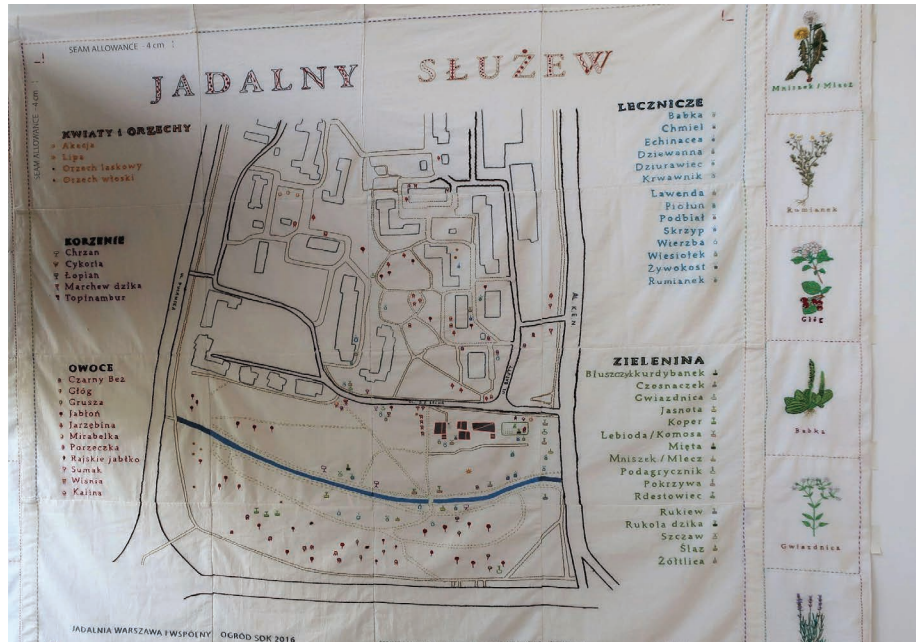 SEAM ALLOWANCE - 4 cm
SEAM ALLOWANCE - 4 cm
JADALNY SŁUŻEW
KWIATY I ORZECHY
Akacja
Lipa
Orzech laskowy
Orzech włoski
KORZENIE
Chrzan
Cykoria
Łopian
Marchew dzika
Topinambur
OWOCE
Czarny Bez
Głóg
Grusza
Jabłoń
Jarzębina
Mirabelka
Porzeczka
Rajskie jabłko
Sumak
Wiśnia
Kalina
LECZNICZE
Babka
Chmiel
Echinacea
Dziewanna
Dziurawiec
Krwawnik
Lawenda
Piołun
Podbiał
Skrzyp
Wierzba
Wiesiołek
Żywokost
Rumianek
ZIELENINA
Bluszczykkurdybanek
Czosnaczek
Gwiazdnica
Jasnota
Koper
Lebioda/Komosa
Mięta
Mniszek/Mlecz
Podagrycznik
Pokrzywa
Rdestowiec
Rukiew
Rukola dzika
Szczaw
Ślaz
Żółtlica
AL. KEN
Mniszek/Mlecz
Rumianek
Głóg
Babka
Gwiazdnica
JADALNIA WARSZAWA I WSPÓLNY OGRÓD SDK 2016